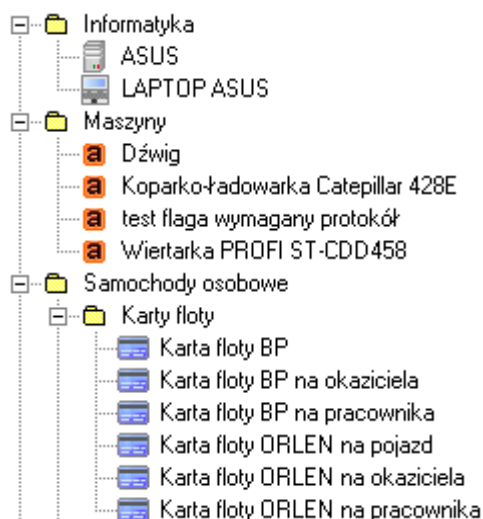 Informatyka
ASUS
LAPTOP ASUS
Maszyny
a Dźwig
a Koparko-ładowarka Catepillar 428E
a test flaga wymagany protokół
a Wiertarka PROFI ST-CDD458
Samochody osobowe
Karty floty
Karta floty BP
Karta floty BP na okaziciela
Karta floty BP na pracownika
Karta floty ORLEN na pojazd
Karta floty ORLEN na okaziciela
Karta floty ORLEN na pracownika